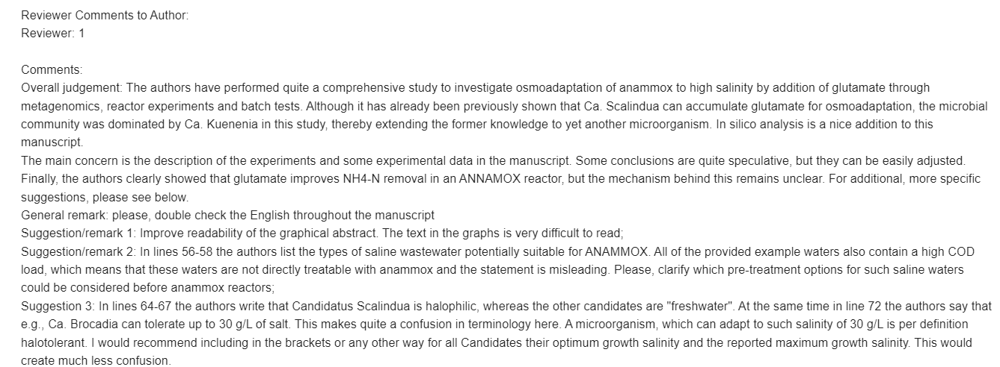 Reviewer Comments to Author:
Reviewer: 1
Comments:
Overall judgement: The authors have performed quite a comprehensive study to investigate osmoadaptation of anammox to high salinity by addition of glutamate through
metagenomics, reactor experiments and batch tests. Although it has already been previously shown that Ca. Scalindua can accumulate glutamate for osmoadaptation, the microbial
community was dominated by Ca. Kuenenia in this study, thereby extending the former knowledge to yet another microorganism. In silico analysis is a nice addition to this
manuscript.
The main concern is the description of the experiments and some experimental data in the manuscript. Some conclusions are quite speculative, but they can be easily adjusted.
Finally, the authors clearly showed that glutamate improves NH4-N removal in an ANNAMOX reactor, but the mechanism behind this remains unclear. For additional, more specific
suggestions, please see below.
General remark: please, double check the English throughout the manuscript
Suggestion/remark 1: Improve readability of the graphical abstract. The text in the graphs is very difficult to read;
Suggestion/remark 2: In lines 56-58 the authors list the types of saline wastewater potentially suitable for ANAMMOX. All of the provided example waters also contain a high COD
load, which means that these waters are not directly treatable with anammox and the statement is misleading. Please, clarify which pre-treatment options for such saline waters
could be considered before anammox reactors;
Suggestion 3: In lines 64-67 the authors write that Candidatus Scalindua is halophilic, whereas the other candidates are "freshwater". At the same time in line 72 the authors say that
e.g., Ca. Brocadia can tolerate up to 30 g/L of salt. This makes quite a confusion in terminology here. A microorganism, which can adapt to such salinity of 30 g/L is per definition
halotolerant. I would recommend including in the brackets or any other way for all Candidates their optimum growth salinity and the reported maximum growth salinity. This would
create much less confusion.